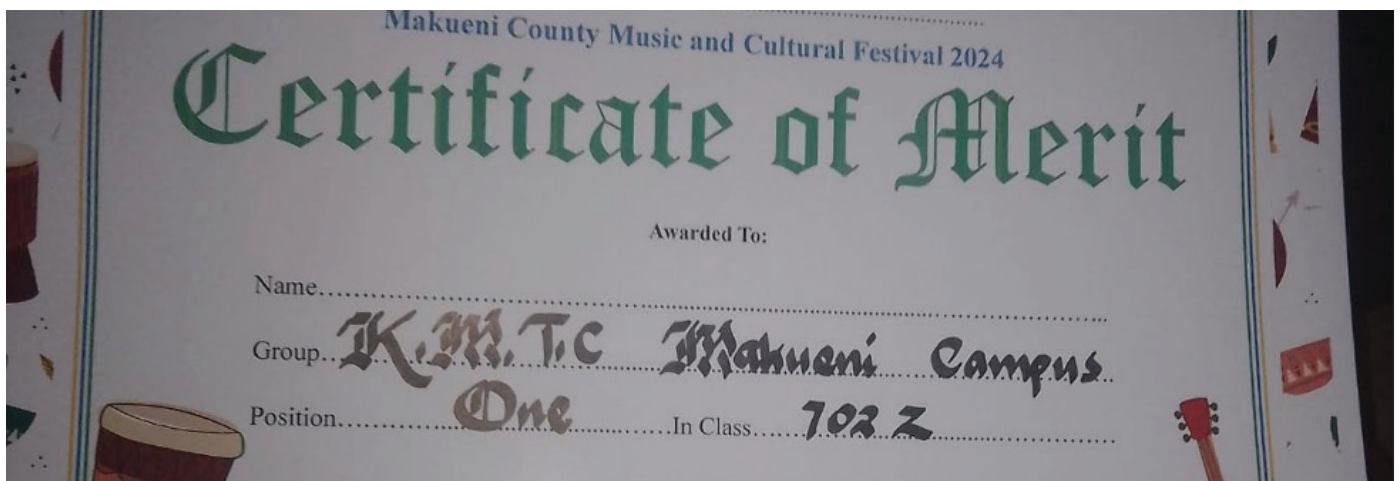 Makueni County Music and Cultural Festival 2024
Certificate of Merit
Awarded To:
Name
Group K.M.T.C Makueni Campus
Position One In Class 702 Z